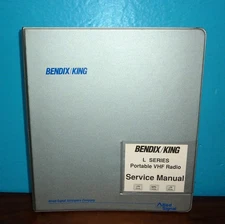 BENDIX/KING
BENDIX/KING
L SERIES
Portable VHF Radio
Service Manual